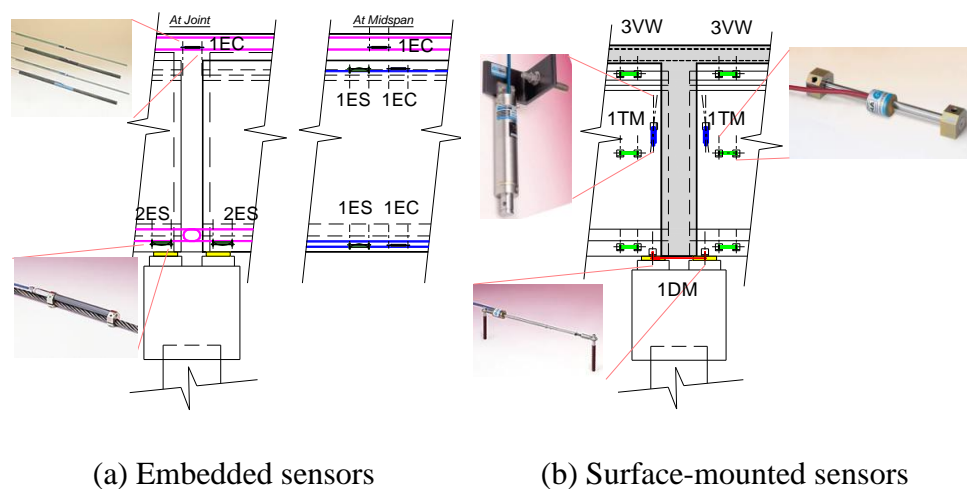 At Joint
At Midspan
1EC
1EC
1ES 1EC
2ES 2ES
1ES 1EC
3VW 3VW
1TM 1TM
1DM
(a) Embedded sensors
(b) Surface-mounted sensors